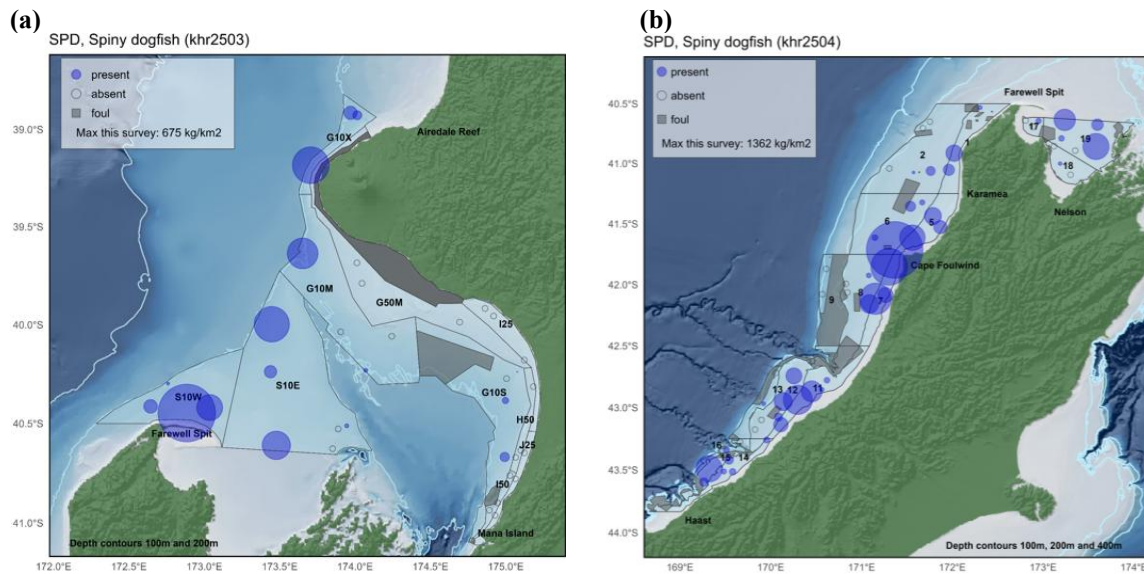 (a)
SPD, Spiny dogfish (khr2503)
present
absent
foul
Max this survey: 675 kg/km2
G10X
Airedale Reef
G10M
G50M
I25
S10E
S10W
G10S
H50
Farewell Spit
J25
I50
Mana Island
Depth contours 100m and 200m
39.0°S
39.5°S
40.0°S
40.5°S
41.0°S
172.0°E
172.5°E
173.0°E
173.5°E
174.0°E
174.5°E
175.0°E
(b)
SPD, Spiny dogfish (khr2504)
present
absent
foul
Max this survey: 1362 kg/km2
Farewell Spit
17
19
18
1
2
Karamea
Nelson
6
5
Cape Foulwind
9
8
7
13
12
11
16
15
14
Haast
Depth contours 100m, 200m and 400m
40.5°S
41.0°S
41.5°S
42.0°S
42.5°S
43.0°S
43.5°S
44.0°S
169°E
170°E
171°E
172°E
173°E